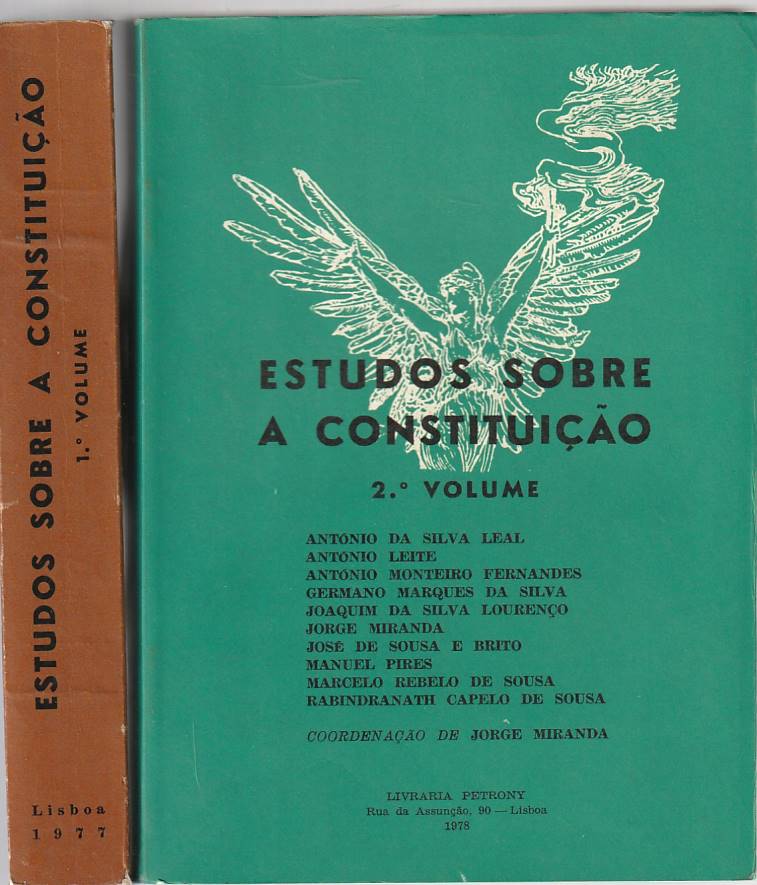 ESTUDOS SOBRE A CONSTITUIÇÃO
1.º VOLUME
Lisboa
1977
ESTUDOS SOBRE
A CONSTITUIÇÃO
2.º VOLUME
ANTÓNIO DA SILVA LEAL
ANTÓNIO LEITE
ANTÓNIO MONTEIRO FERNANDES
GERMANO MARQUES DA SILVA
JOAQUIM DA SILVA LOURENÇO
JORGE MIRANDA
JOSÉ DE SOUSA E BRITO
MANUEL PIRES
MARCELO REBELO DE SOUSA
RABINDRANATH CAPELO DE SOUSA
COORDENAÇÃO DE JORGE MIRANDA
LIVRARIA PETRONY
Rua da Assunção, 90 — Lisboa
1978